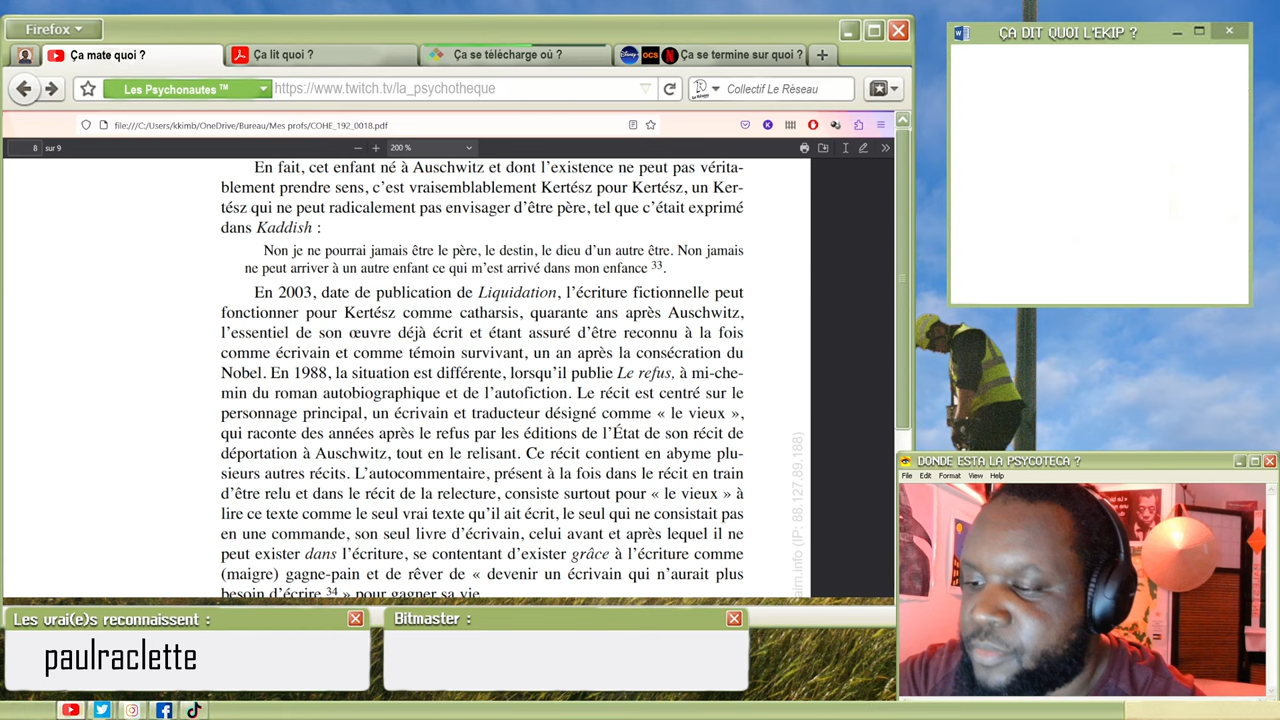 Firefox
Ça mate quoi ?
Ça lit quoi ?
Ça se télécharge où ?
Ça se termine sur quoi ?
Les Psychonautes ™
https://www.twitch.tv/la_psychotheque
Collectif Le Réseau
file:///C:/Users/kkimb/OneDrive/Bureau/Mes profs/COHE_192_0018.pdf
8 sur 9
200 %
En fait, cet enfant né à Auschwitz et dont l'existence ne peut pas vérita-
blement prendre sens, c'est vraisemblablement Kertész pour Kertész, un Ker-
tész qui ne peut radicalement pas envisager d'être père, tel que c'était exprimé
dans Kaddish :
Non je ne pourrai jamais être le père, le destin, le dieu d'un autre être. Non jamais
ne peut arriver à un autre enfant ce qui m'est arrivé dans mon enfance 33.
En 2003, date de publication de Liquidation, l'écriture fictionnelle peut
fonctionner pour Kertész comme catharsis, quarante ans après Auschwitz,
l'essentiel de son œuvre déjà écrit et étant assuré d'être reconnu à la fois
comme écrivain et comme témoin survivant, un an après la consécration du
Nobel. En 1988, la situation est différente, lorsqu'il publie Le refus, à mi-che-
min du roman autobiographique et de l'autofiction. Le récit est centré sur le
personnage principal, un écrivain et traducteur désigné comme « le vieux »,
qui raconte des années après le refus par les éditions de l'État de son récit de
déportation à Auschwitz, tout en le relisant. Ce récit contient en abyme plu-
sieurs récits. L'autocommentaire, présent à la fois dans le récit en train
d'être relu et dans le récit de la relecture, consiste surtout pour « le vieux » à
lire ce texte comme le seul vrai texte qu'il ait écrit, le seul qui ne consistait pas
en une commande, son seul livre d'écrivain, celui avant et après lequel il ne
peut exister dans l'écriture, se contentant d'exister grâce à l'écriture comme
(maigre) gagne-pain et de rêver de « devenir un écrivain qui n'aurait plus
besoin d'écrire 34 » pour gagner sa vie
airn.info (IP: 88.127.89.188)
ÇA DIT QUOI L'EKIP ?
DONDE ESTA LA PSYCOTECA ?
File Edit Format View Help
Les vrai(e)s reconnaissent :
paulraclette
Bitmaster :